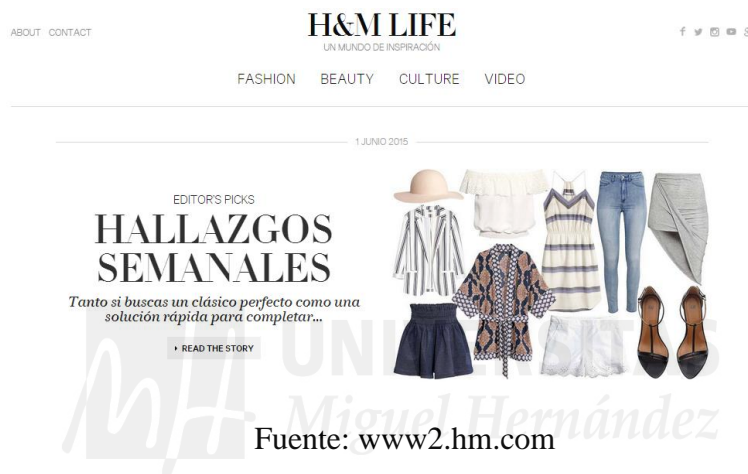 ABOUT CONTACT
H&M LIFE
UN MUNDO DE INSPIRACIÓN
FASHION BEAUTY CULTURE VIDEO
1 JUNIO 2015
EDITOR'S PICKS
HALLAZGOS
SEMANALES
Tanto si buscas un clásico perfecto como una
solución rápida para completar...
READ THE STORY
UNIVERSITAS
Miguel Hernández
Fuente: www2.hm.com